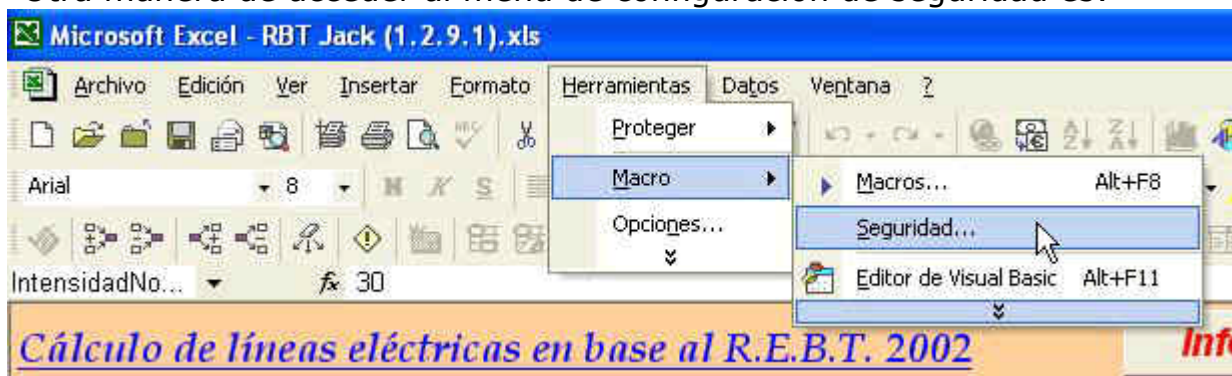 Otra manera de acceder al menú de configuración de seguridad es:
Microsoft Excel - RBT Jack (1.2.9.1).xls
Archivo Edición Ver Insertar Formato Herramientas Datos Ventana ?
Proteger
Arial 8 N K S
Macro
Macros... Alt+F8
Opciones...
Seguridad...
Editor de Visual Basic Alt+F11
IntensidadNo... fx 30
Cálculo de líneas eléctricas en base al R.E.B.T. 2002
Inf